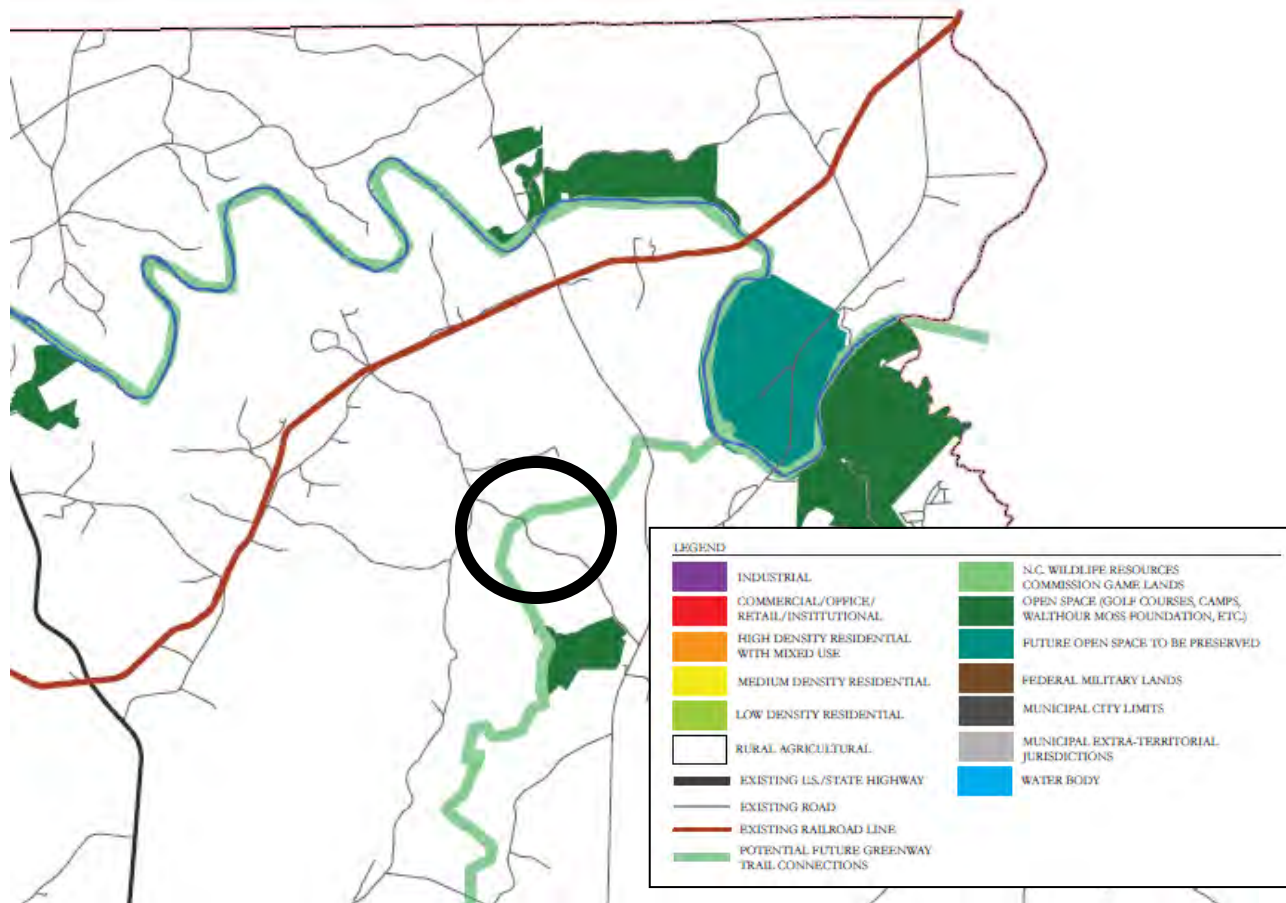 LEGEND
INDUSTRIAL
COMMERCIAL/OFFICE/
RETAIL/INSTITUTIONAL
HIGH DENSITY RESIDENTIAL
WITH MIXED USE
MEDIUM DENSITY RESIDENTIAL
LOW DENSITY RESIDENTIAL
RURAL AGRICULTURAL
EXISTING U.S./STATE HIGHWAY
EXISTING ROAD
EXISTING RAILROAD LINE
POTENTIAL FUTURE GREENWAY
TRAIL CONNECTIONS
N.C. WILDLIFE RESOURCES
COMMISSION GAME LANDS
OPEN SPACE (GOLF COURSES, CAMPS,
WALTHOUR MOSS FOUNDATION, ETC.)
FUTURE OPEN SPACE TO BE PRESERVED
FEDERAL MILITARY LANDS
MUNICIPAL CITY LIMITS
MUNICIPAL EXTRA-TERRITORIAL
JURISDICTIONS
WATER BODY